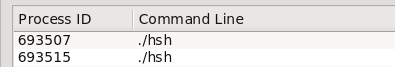 Process ID Command Line
693507 ./hsh
693515 ./hsh